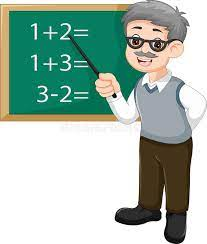 1+2=
1+3=
3-2=